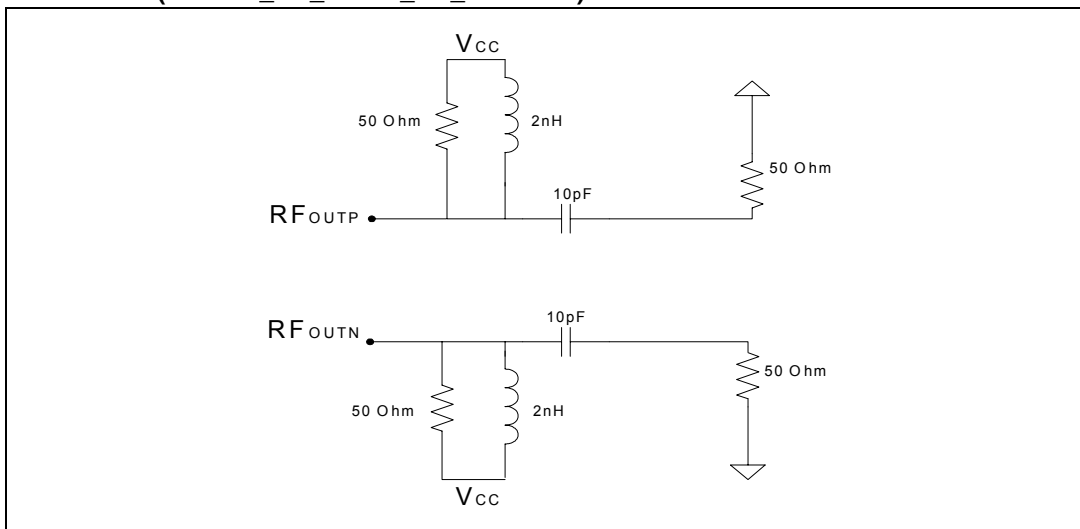 Vcc
50 Ohm
2nH
50 Ohm
10pF
RFOUTP
10pF
RFOUTN
50 Ohm
50 Ohm
2nH
Vcc